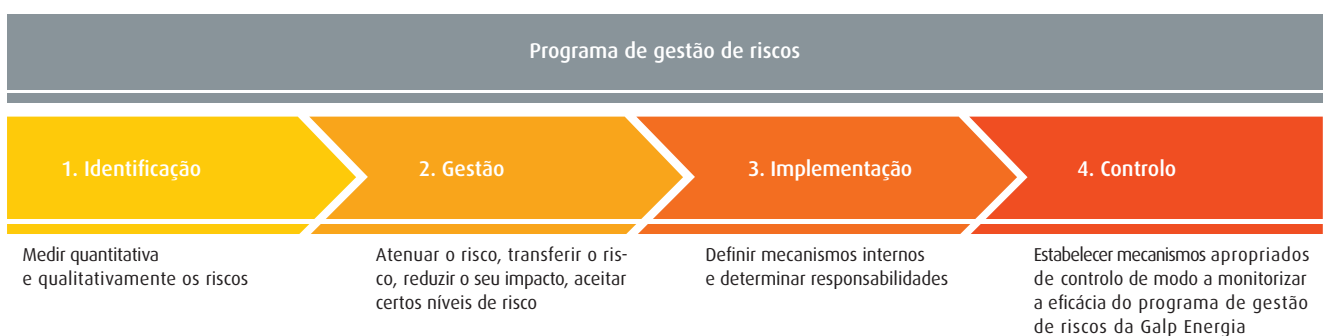 Programa de gestão de riscos
1. Identificação
2. Gestão
3. Implementação
4. Controlo
Medir quantitativa
e qualitativamente os riscos
Atenuar o risco, transferir o ris-
co, reduzir o seu impacto, aceitar
certos níveis de risco
Definir mecanismos internos
e determinar responsabilidades
Estabelecer mecanismos apropriados
de controlo de modo a monitorizar
a eficácia do programa de gestão
de riscos da Galp Energia